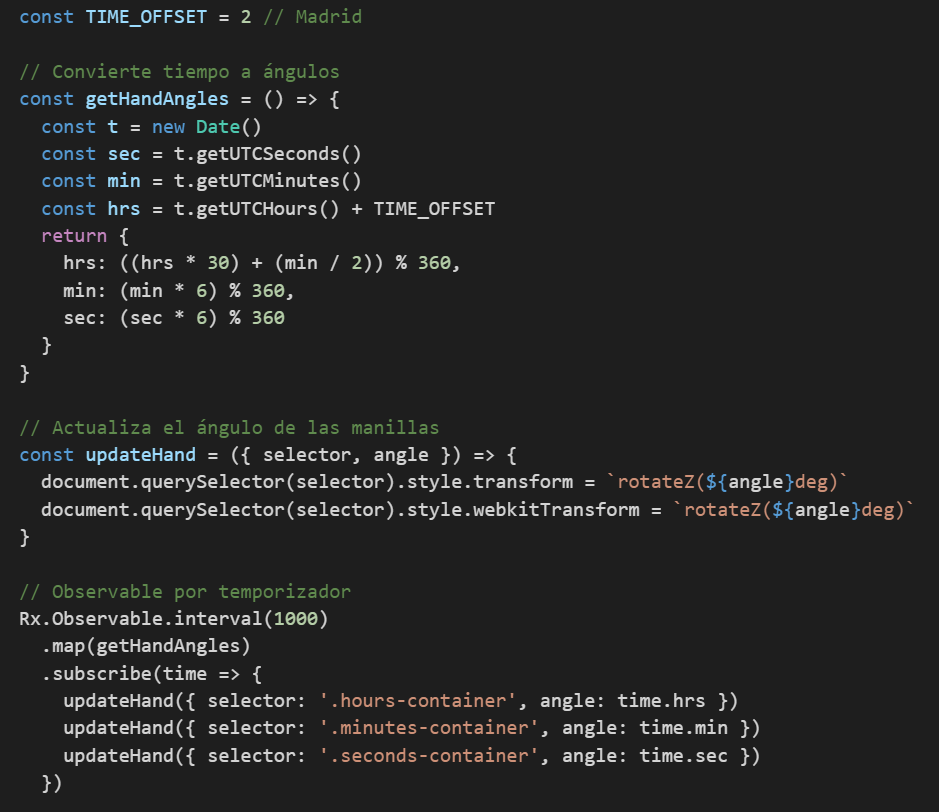 const TIME_OFFSET = 2 // Madrid
// Convierte tiempo a ángulos
const getHandAngles = () => {
  const t = new Date()
  const sec = t.getUTCSeconds()
  const min = t.getUTCMinutes()
  const hrs = t.getUTCHours() + TIME_OFFSET
  return {
    hrs: ((hrs * 30) + (min / 2)) % 360,
    min: (min * 6) % 360,
    sec: (sec * 6) % 360
  }
}
// Actualiza el ángulo de las manillas
const updateHand = ({ selector, angle }) => {
  document.querySelector(selector).style.transform = `rotateZ(${angle}deg)`
  document.querySelector(selector).style.webkitTransform = `rotateZ(${angle}deg)`
}
// Observable por temporizador
Rx.Observable.interval(1000)
  .map(getHandAngles)
  .subscribe(time => {
    updateHand({ selector: '.hours-container', angle: time.hrs })
    updateHand({ selector: '.minutes-container', angle: time.min })
    updateHand({ selector: '.seconds-container', angle: time.sec })
  })